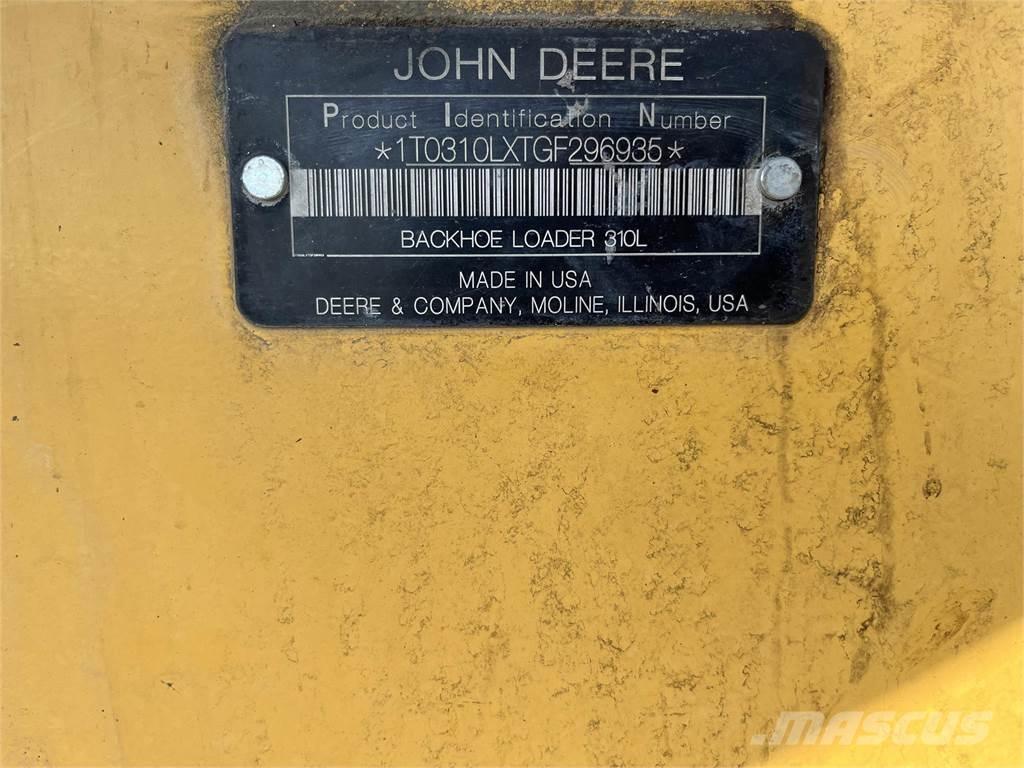 JOHN DEERE
Product Identification Number
*1T0310LXTGF296935*
BACKHOE LOADER 310L
MADE IN USA
DEERE & COMPANY, MOLINE, ILLINOIS, USA
MASCUS